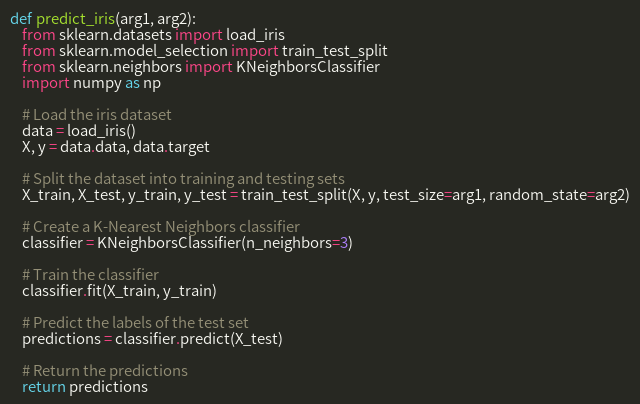 def predict_iris(arg1, arg2):
from sklearn.datasets import load_iris
from sklearn.model_selection import train_test_split
from sklearn.neighbors import KNeighborsClassifier
import numpy as np
# Load the iris dataset
data = load_iris()
X, y = data.data, data.target
# Split the dataset into training and testing sets
X_train, X_test, y_train, y_test = train_test_split(X, y, test_size=arg1, random_state=arg2)
# Create a K-Nearest Neighbors classifier
classifier = KNeighborsClassifier(n_neighbors=3)
# Train the classifier
classifier.fit(X_train, y_train)
# Predict the labels of the test set
predictions = classifier.predict(X_test)
# Return the predictions
return predictions